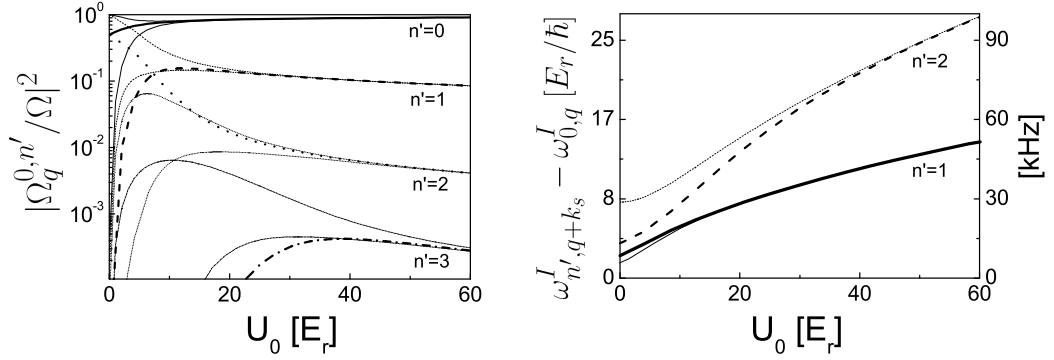 |Ω_q^{0,n'}/Ω|^2
10^0
10^-1
10^-2
10^-3
n'=0
n'=1
n'=2
n'=3
0 20 40 60
U_0 [E_r]
ω^I_{n',q+k_s} − ω^I_{0,q} [E_r/ħ]
25
17
8
0
n'=2
n'=1
90
60
30
0
[kHz]
0 20 40 60
U_0 [E_r]